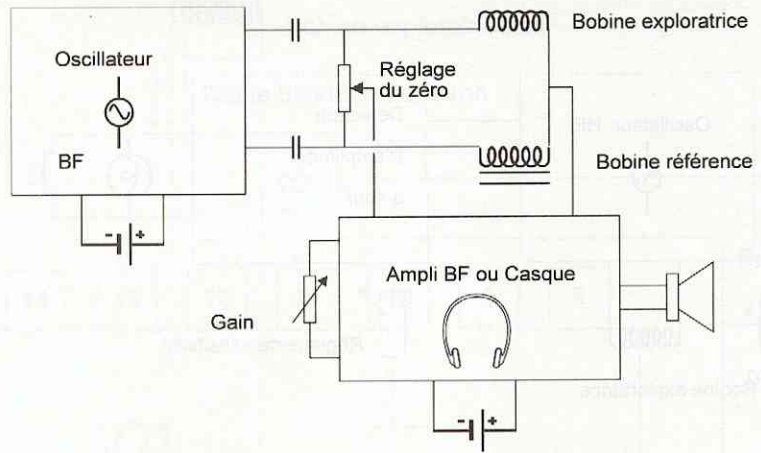 Bobine exploratrice
Oscillateur
Réglage
du zéro
BF
Bobine référence
- +
Ampli BF ou Casque
Gain
- +